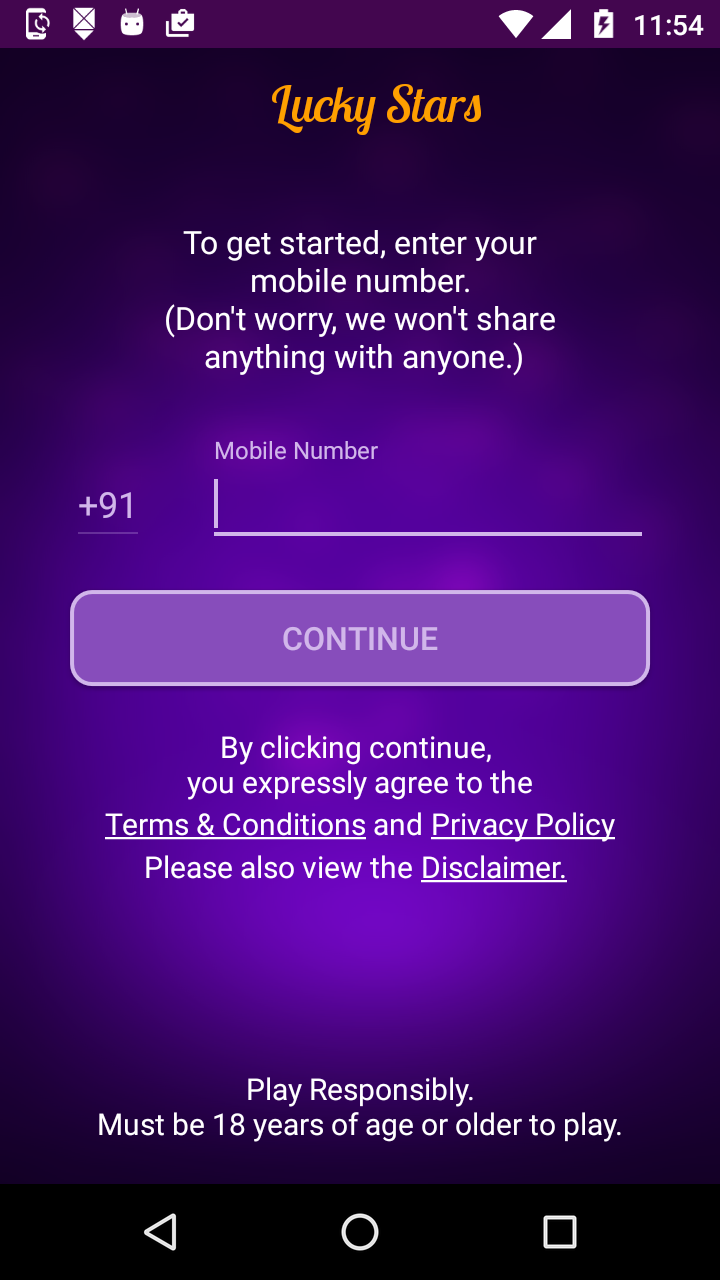 11:54
Lucky Stars
To get started, enter your
mobile number.
(Don't worry, we won't share
anything with anyone.)
Mobile Number
+91
CONTINUE
By clicking continue,
you expressly agree to the
Terms & Conditions and Privacy Policy
Please also view the Disclaimer.
Play Responsibly.
Must be 18 years of age or older to play.